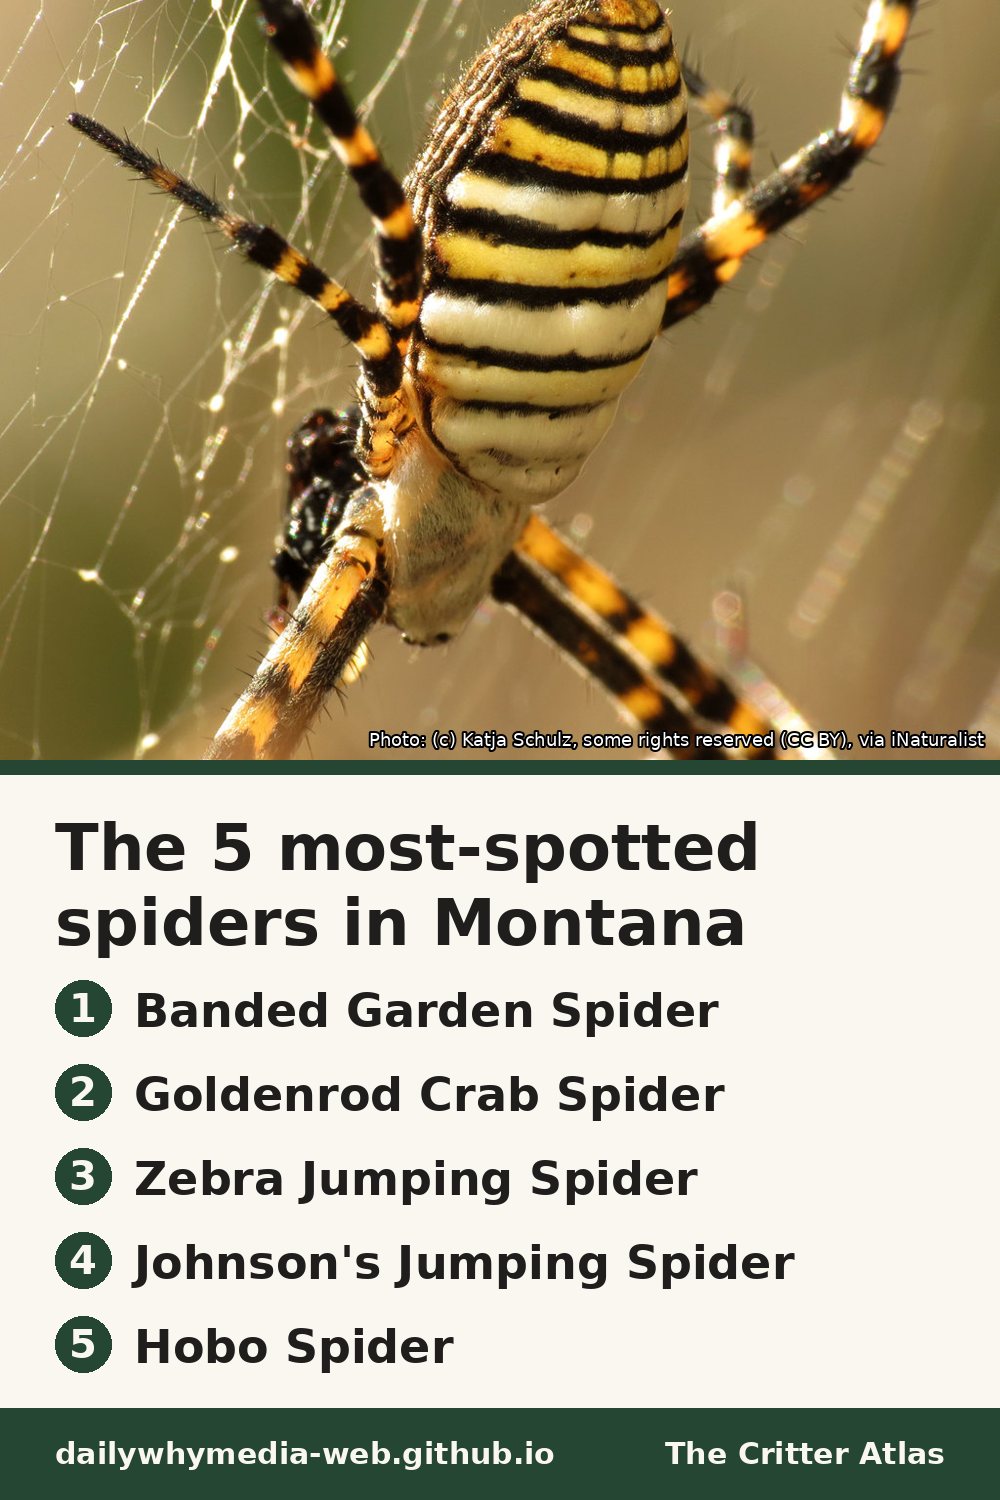 Photo: (c) Katja Schulz, some rights reserved (CC BY), via iNaturalist
The 5 most-spotted
spiders in Montana
1 Banded Garden Spider
2 Goldenrod Crab Spider
3 Zebra Jumping Spider
4 Johnson's Jumping Spider
5 Hobo Spider
dailywhymedia-web.github.io The Critter Atlas